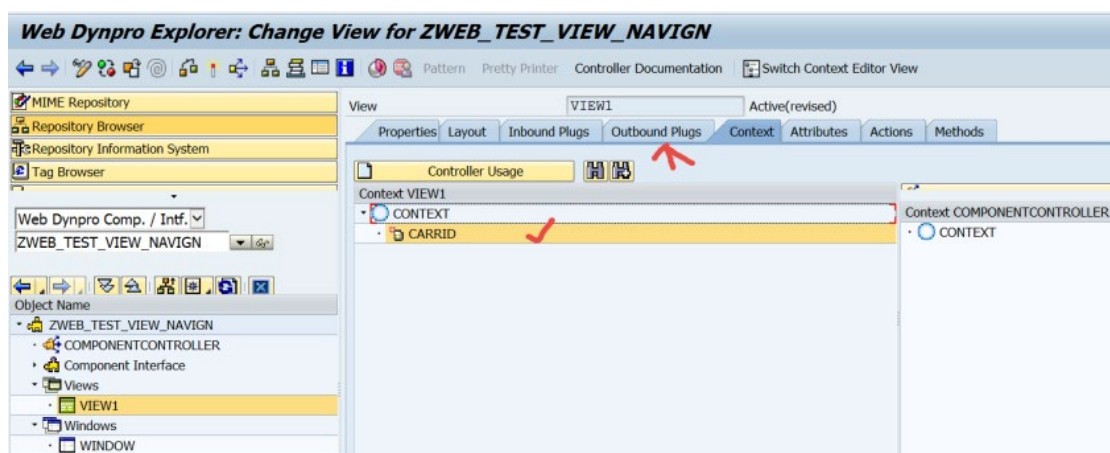 Web Dynpro Explorer: Change View for ZWEB_TEST_VIEW_NAVIGN
Pattern Pretty Printer Controller Documentation Switch Context Editor View
MIME Repository
Repository Browser
Repository Information System
Tag Browser
Web Dynpro Comp. / Intf.
ZWEB_TEST_VIEW_NAVIGN
Object Name
ZWEB_TEST_VIEW_NAVIGN
COMPONENTCONTROLLER
Component Interface
Views
VIEW1
Windows
WINDOW
View VIEW1 Active(revised)
Properties Layout Inbound Plugs Outbound Plugs Context Attributes Actions Methods
Controller Usage
Context VIEW1
CONTEXT
CARRID
Context COMPONENTCONTROLLER
CONTEXT